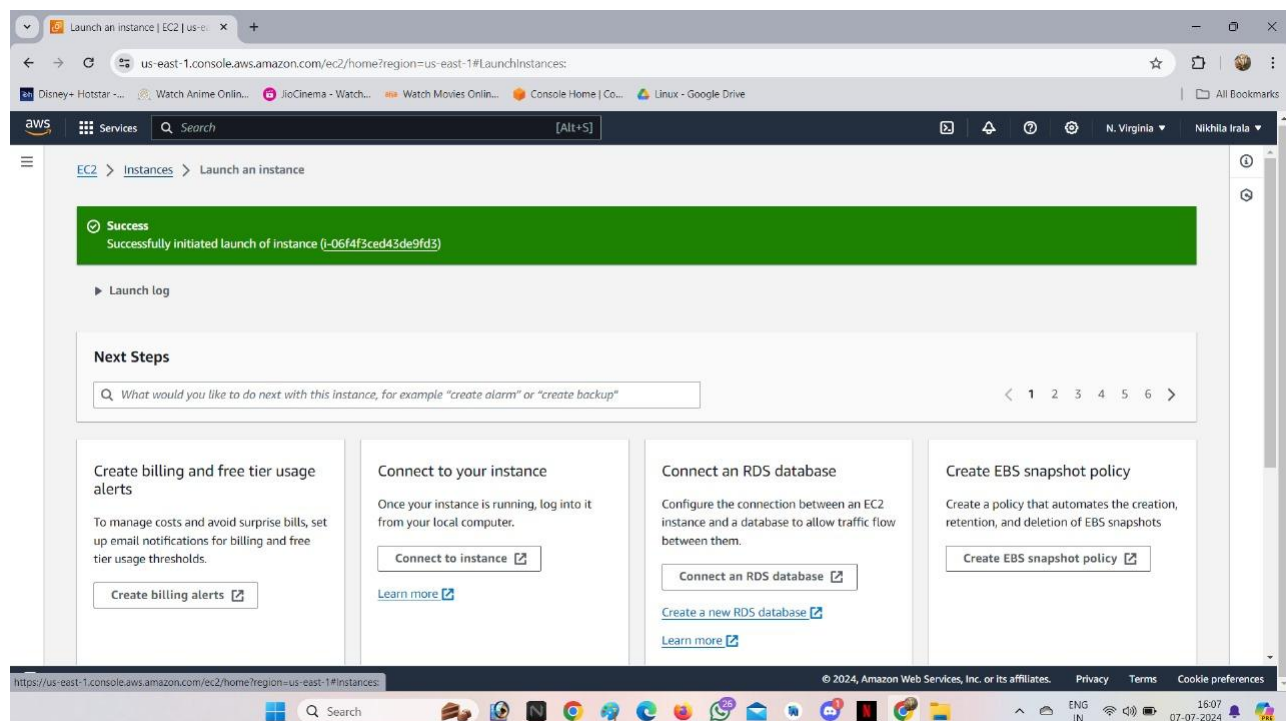 Launch an instance | EC2 | us-e
us-east-1.console.aws.amazon.com/ec2/home?region=us-east-1#LaunchInstances:
Disney+ Hotstar -... Watch Anime Onlin... JioCinema - Watch... Watch Movies Onlin... Console Home | Co... Linux - Google Drive All Bookmarks
aws Services Search [Alt+S] N. Virginia Nikhila Irala
EC2 > Instances > Launch an instance
Success
Successfully initiated launch of instance (i-06f4f3ced43de9fd3)
Launch log
Next Steps
What would you like to do next with this instance, for example "create alarm" or "create backup"
1 2 3 4 5 6
Create billing and free tier usage
alerts
To manage costs and avoid surprise bills, set
up email notifications for billing and free
tier usage thresholds.
Create billing alerts
Connect to your instance
Once your instance is running, log into it
from your local computer.
Connect to instance
Learn more
Connect an RDS database
Configure the connection between an EC2
instance and a database to allow traffic flow
between them.
Connect an RDS database
Create a new RDS database
Learn more
Create EBS snapshot policy
Create a policy that automates the creation,
retention, and deletion of EBS snapshots
Create EBS snapshot policy
https://us-east-1.console.aws.amazon.com/ec2/home?region=us-east-1#Instances:
© 2024, Amazon Web Services, Inc. or its affiliates. Privacy Terms Cookie preferences
Search
26
ENG
IN
16:07